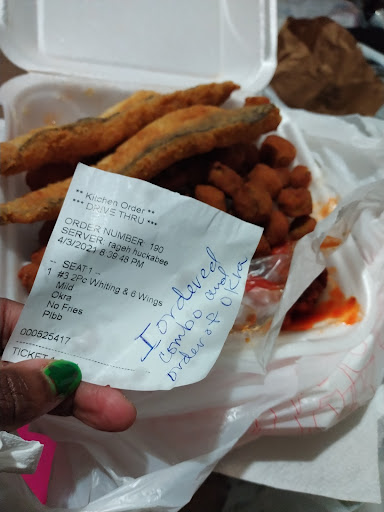 ** Kitchen Order **
*** DRIVE THRU ***
ORDER NUMBER 190
SERVER rageh huckabee
4/3/2021 6:39:48 PM
-- SEAT 1 --
1 #3 2Pc Whiting & 6 Wings
Mild
Okra
No Fries
Pibb
000525417
TICKET
I ordered
combo and
order of Okra